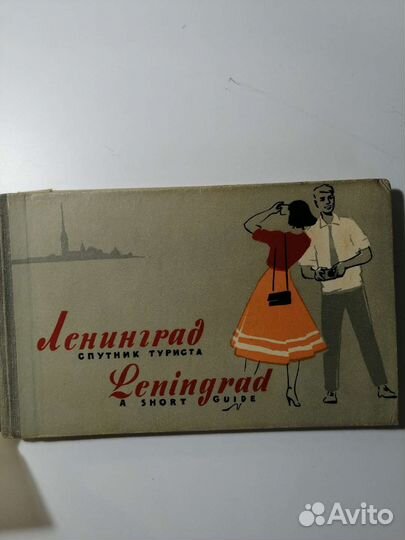 Ленинград
СПУТНИК ТУРИСТА
Leningrad
A SHORT GUIDE
Avito